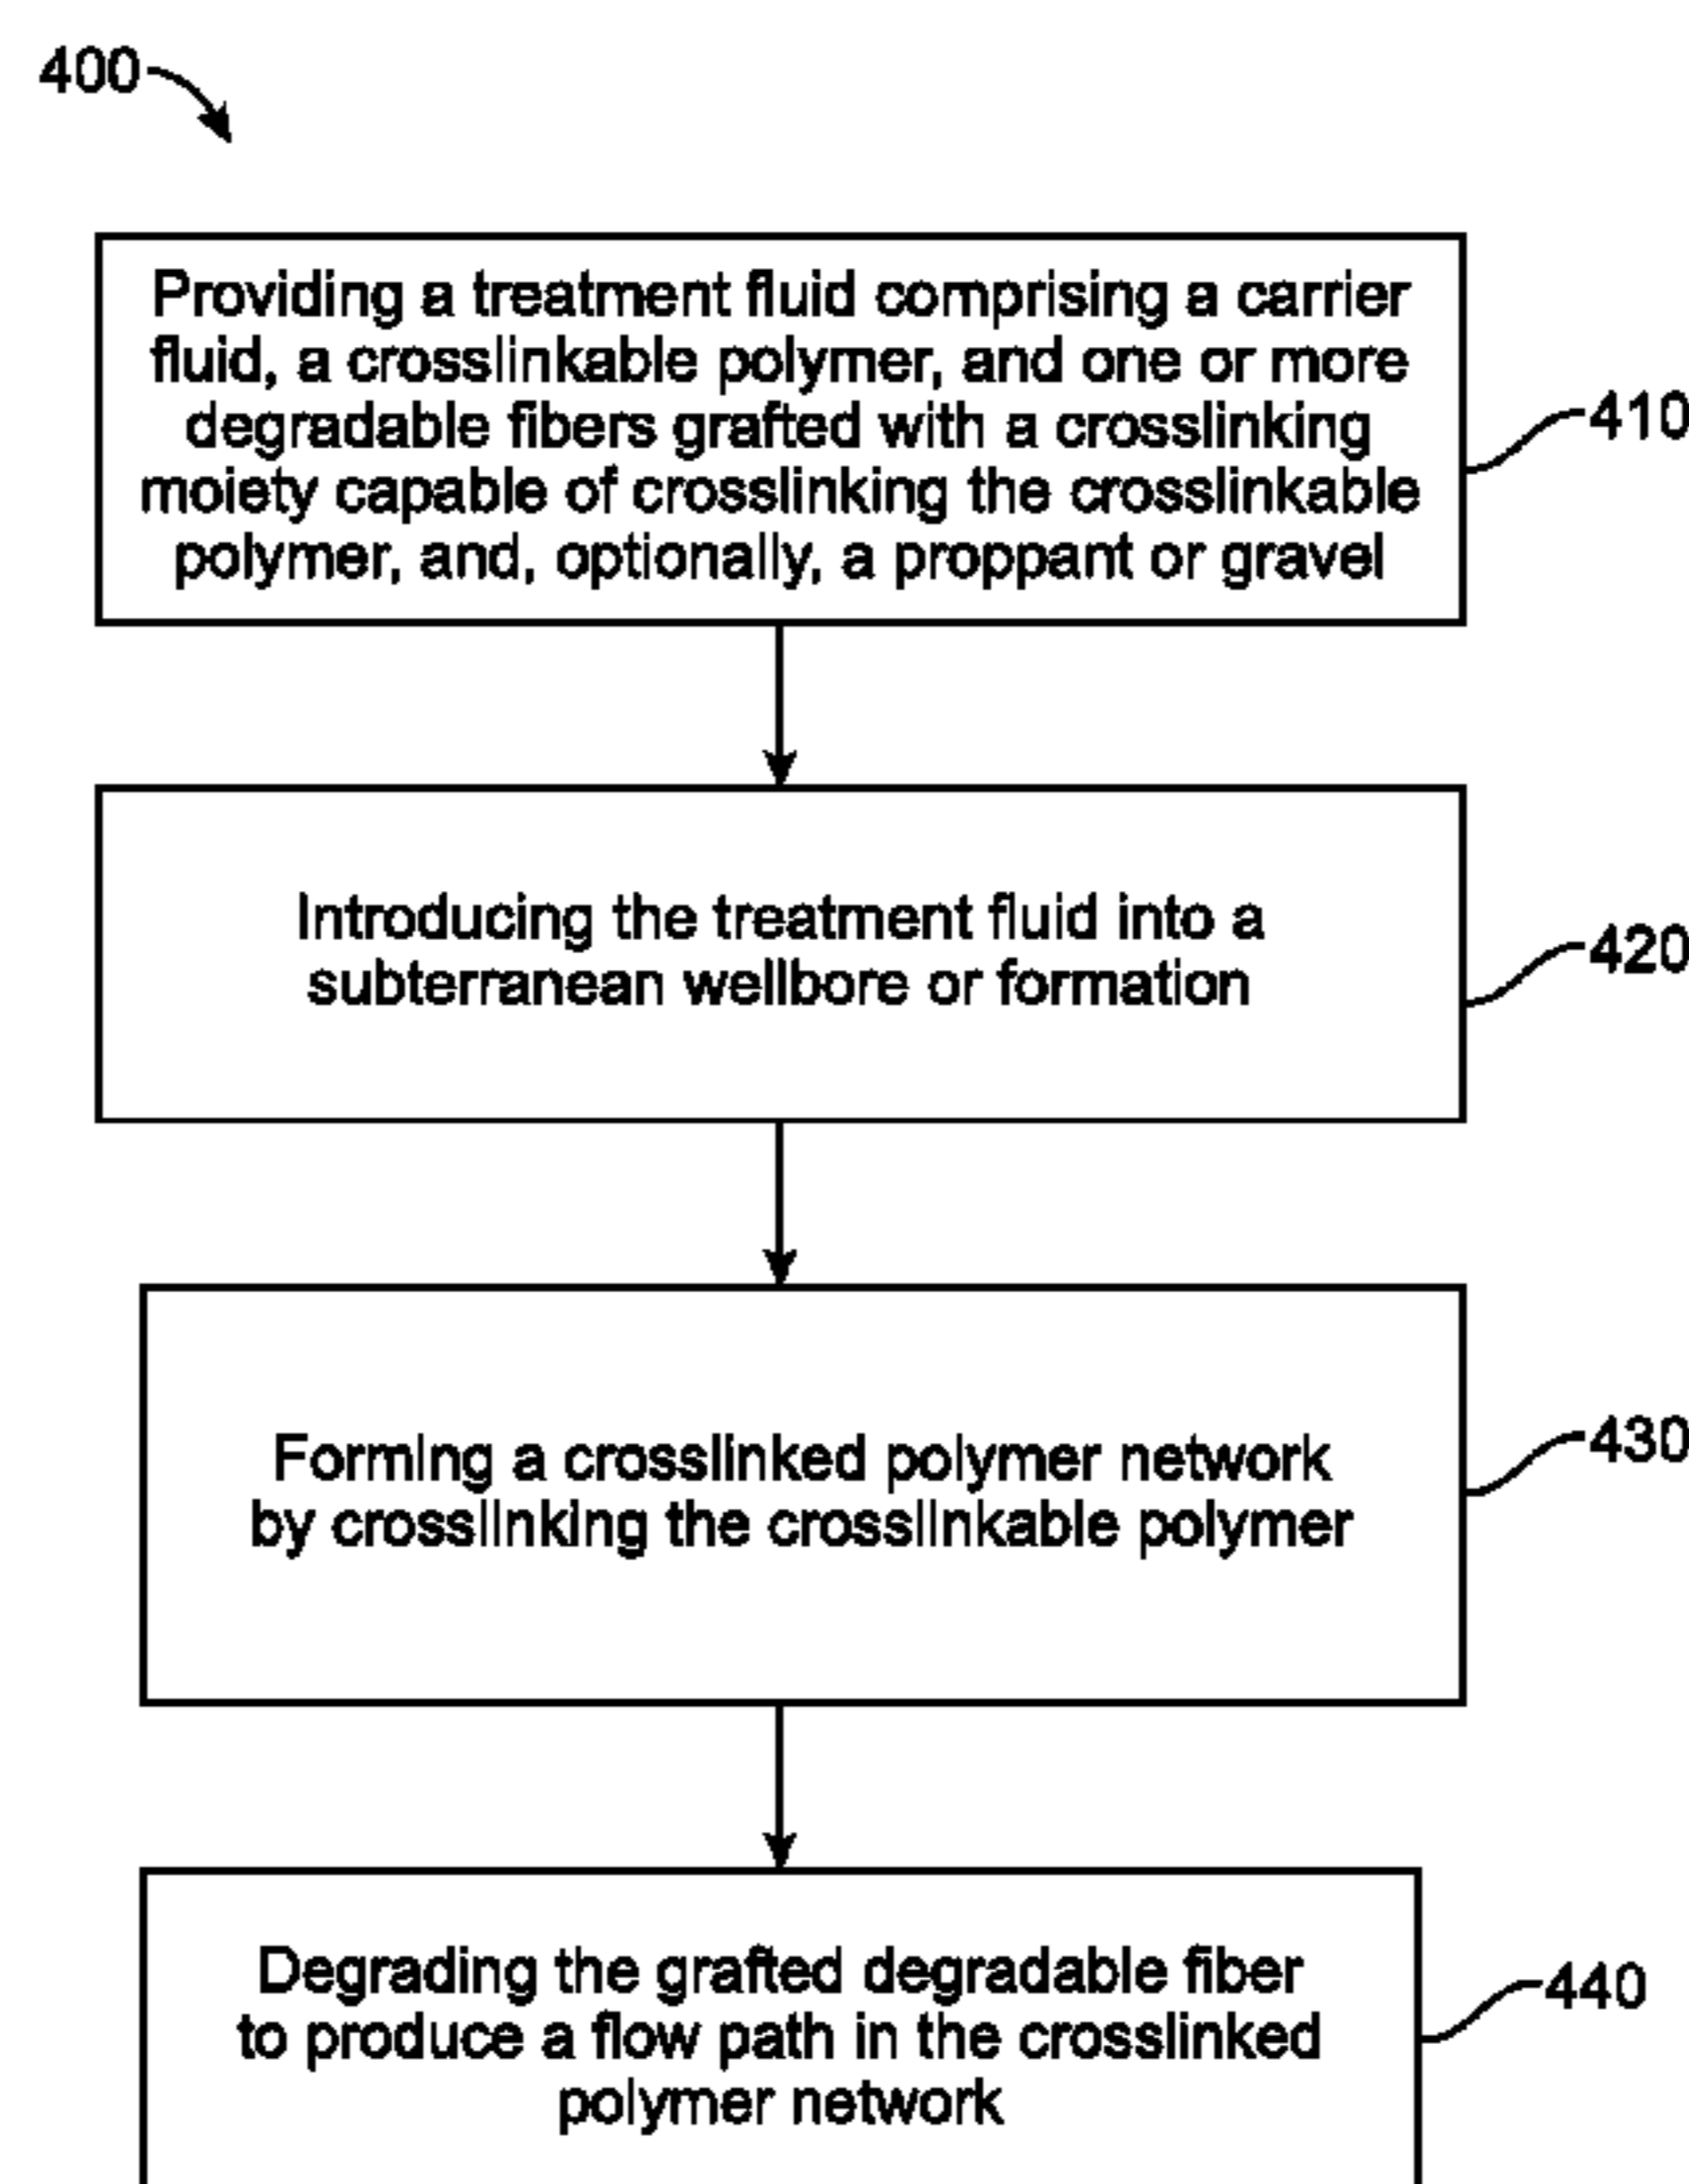 400
Providing a treatment fluid comprising a carrier
fluid, a crosslinkable polymer, and one or more
degradable fibers grafted with a crosslinking
moiety capable of crosslinking the crosslinkable
polymer, and, optionally, a proppant or gravel
410
Introducing the treatment fluid into a
subterranean wellbore or formation
420
Forming a crosslinked polymer network
by crosslinking the crosslinkable polymer
430
Degrading the grafted degradable fiber
to produce a flow path in the crosslinked
polymer network
440